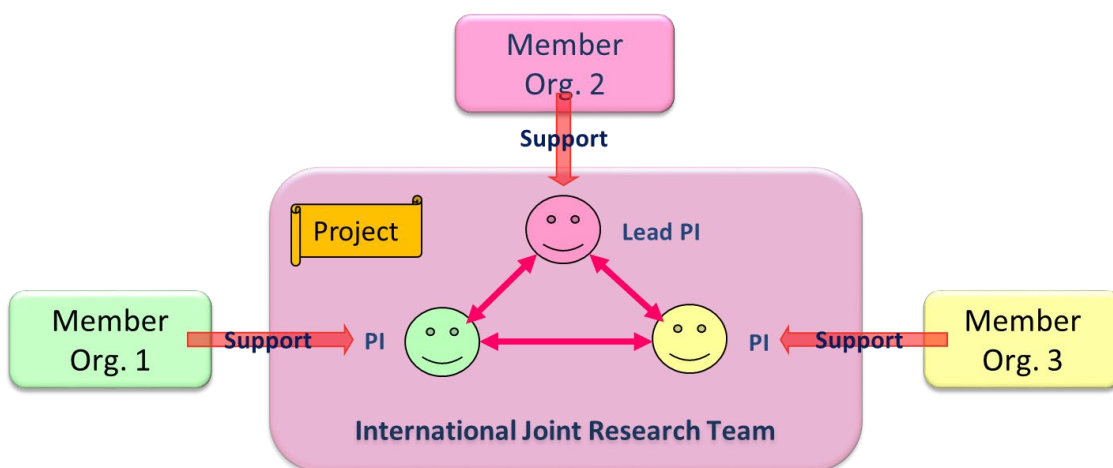 Member
Org. 2
Support
Project
Lead PI
Member
Org. 1
Support
PI
PI
Support
Member
Org. 3
International Joint Research Team